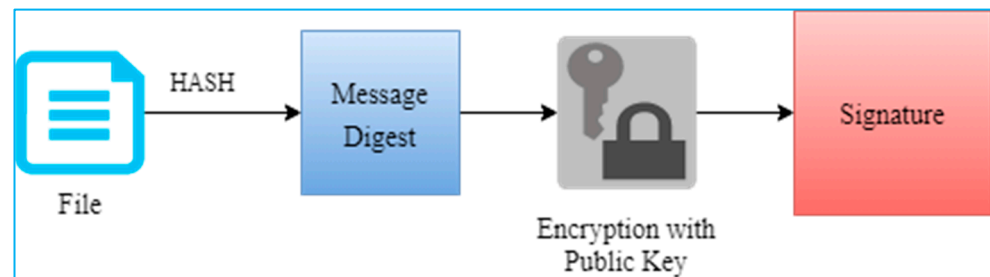 HASH
File
Message
Digest
Encryption with
Public Key
Signature